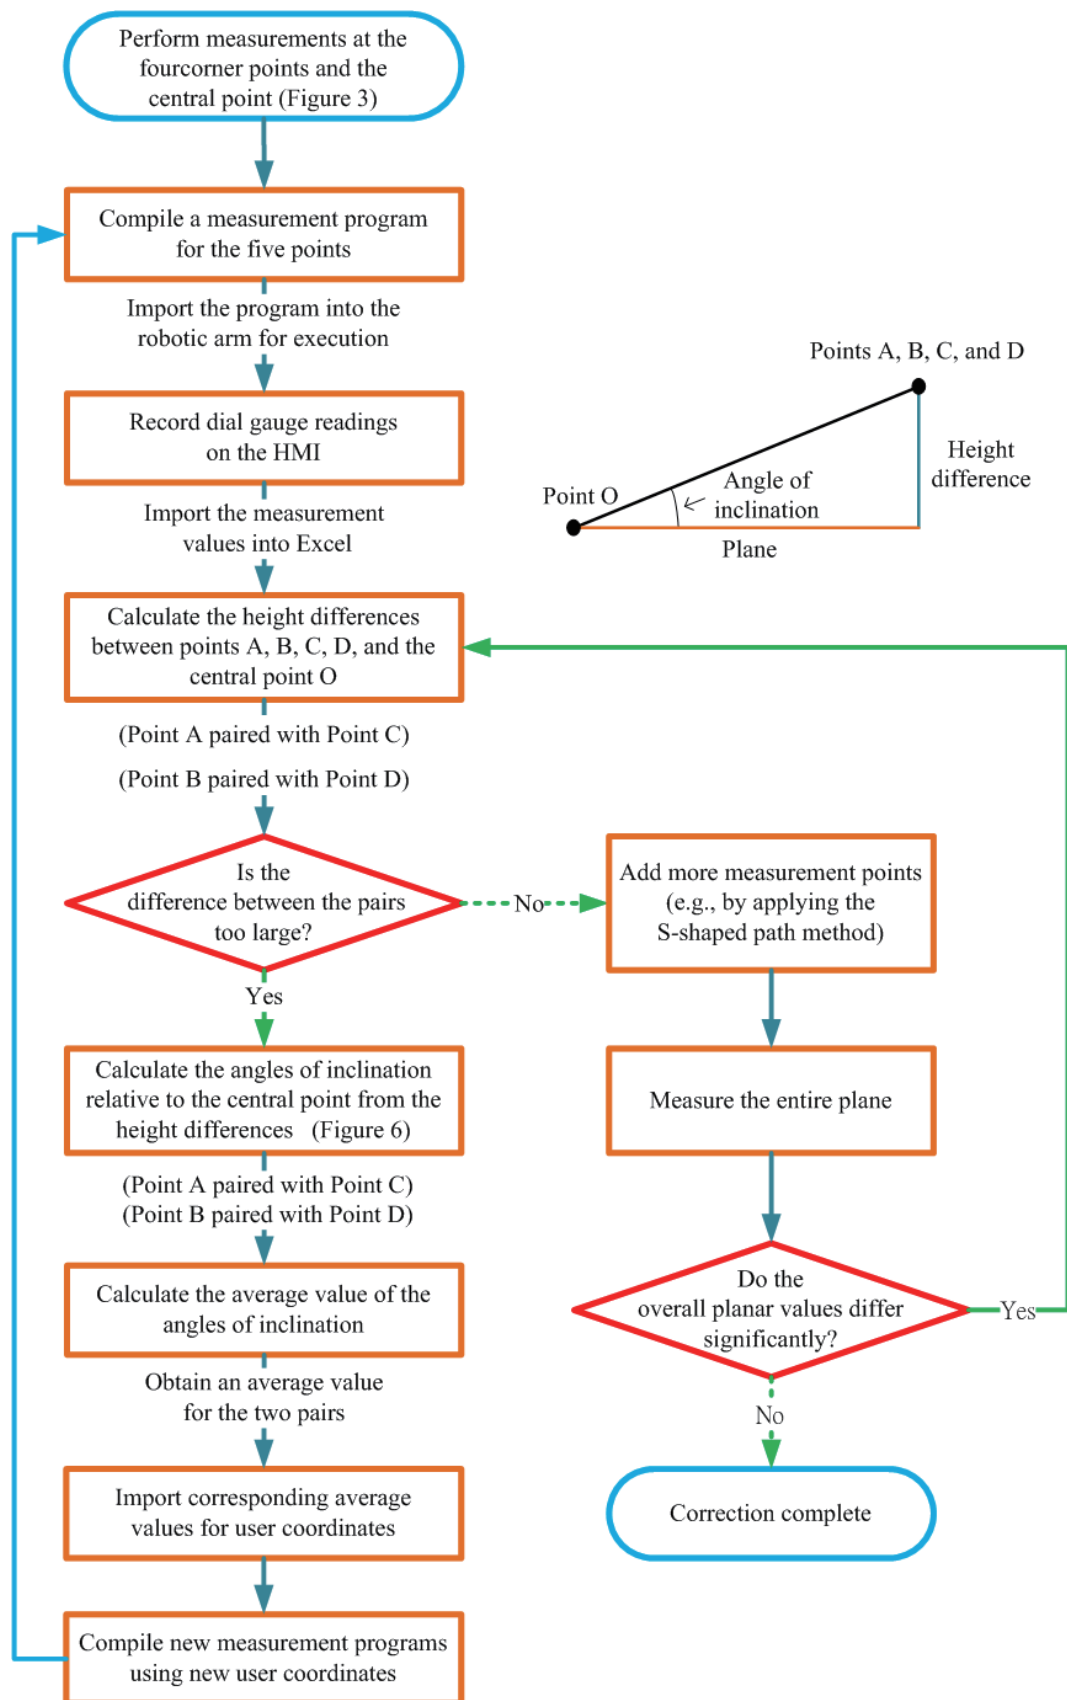 Perform measurements at the
fourcorner points and the
central point (Figure 3)
Compile a measurement program
for the five points
Import the program into the
robotic arm for execution
Record dial gauge readings
on the HMI
Import the measurement
values into Excel
Calculate the height differences
between points A, B, C, D, and the
central point O
(Point A paired with Point C)
(Point B paired with Point D)
Is the
difference between the pairs
too large?
Yes
Calculate the angles of inclination
relative to the central point from the
height differences (Figure 6)
(Point A paired with Point C)
(Point B paired with Point D)
Calculate the average value of the
angles of inclination
Obtain an average value
for the two pairs
Import corresponding average
values for user coordinates
Compile new measurement programs
using new user coordinates
Points A, B, C, and D
Height
difference
Point O
Angle of
inclination
Plane
No
Add more measurement points
(e.g., by applying the
S-shaped path method)
Measure the entire plane
Do the
overall planar values differ
significantly?
Yes
No
Correction complete